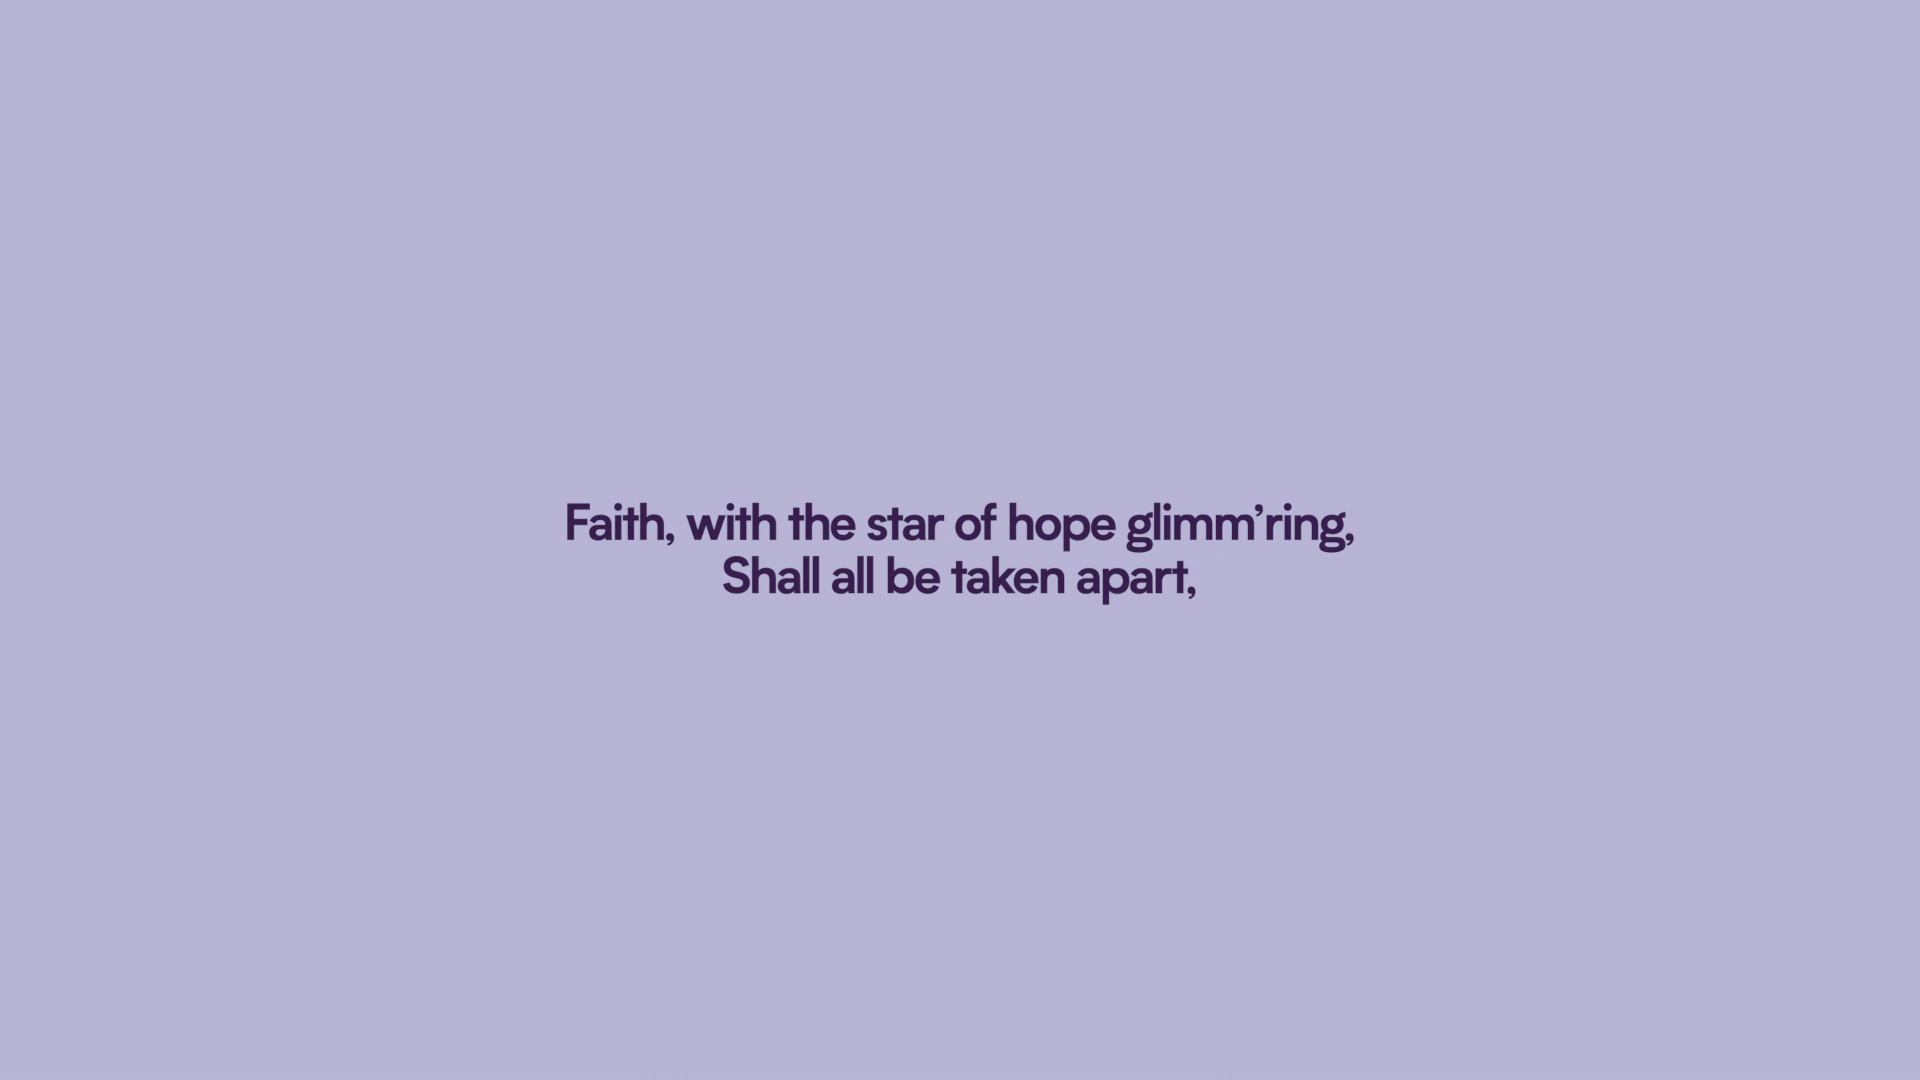 Faith, with the star of hope glimm’ring,
Shall all be taken apart,